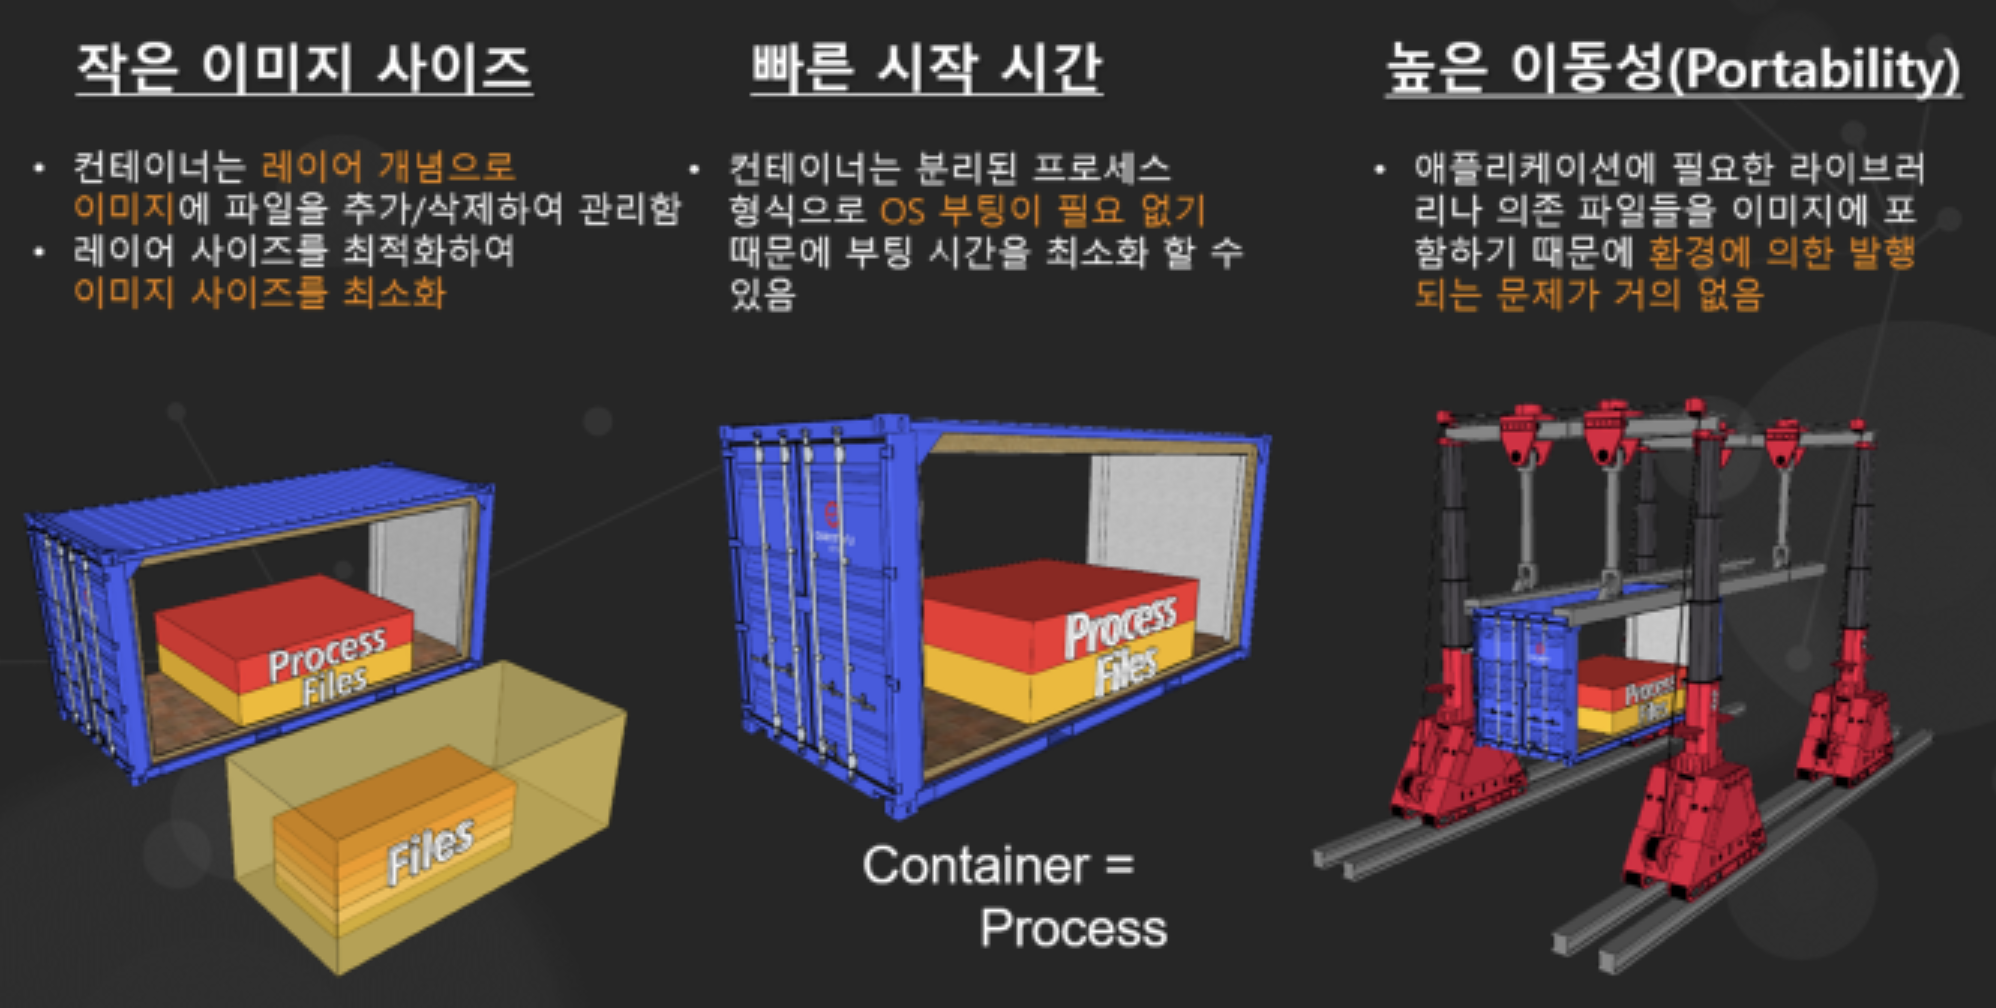 작은 이미지 사이즈
• 컨테이너는 레이어 개념으로
이미지에 파일을 추가/삭제하여 관리함
• 레이어 사이즈를 최적화하여
이미지 사이즈를 최소화
Process
Files
Files
빠른 시작 시간
• 컨테이너는 분리된 프로세스
형식으로 OS 부팅이 필요 없기
때문에 부팅 시간을 최소화 할 수
있음
Process
Files
Container =
Process
높은 이동성(Portability)
• 애플리케이션에 필요한 라이브러
리나 의존 파일들을 이미지에 포
함하기 때문에 환경에 의한 발행
되는 문제가 거의 없음
Process
Files